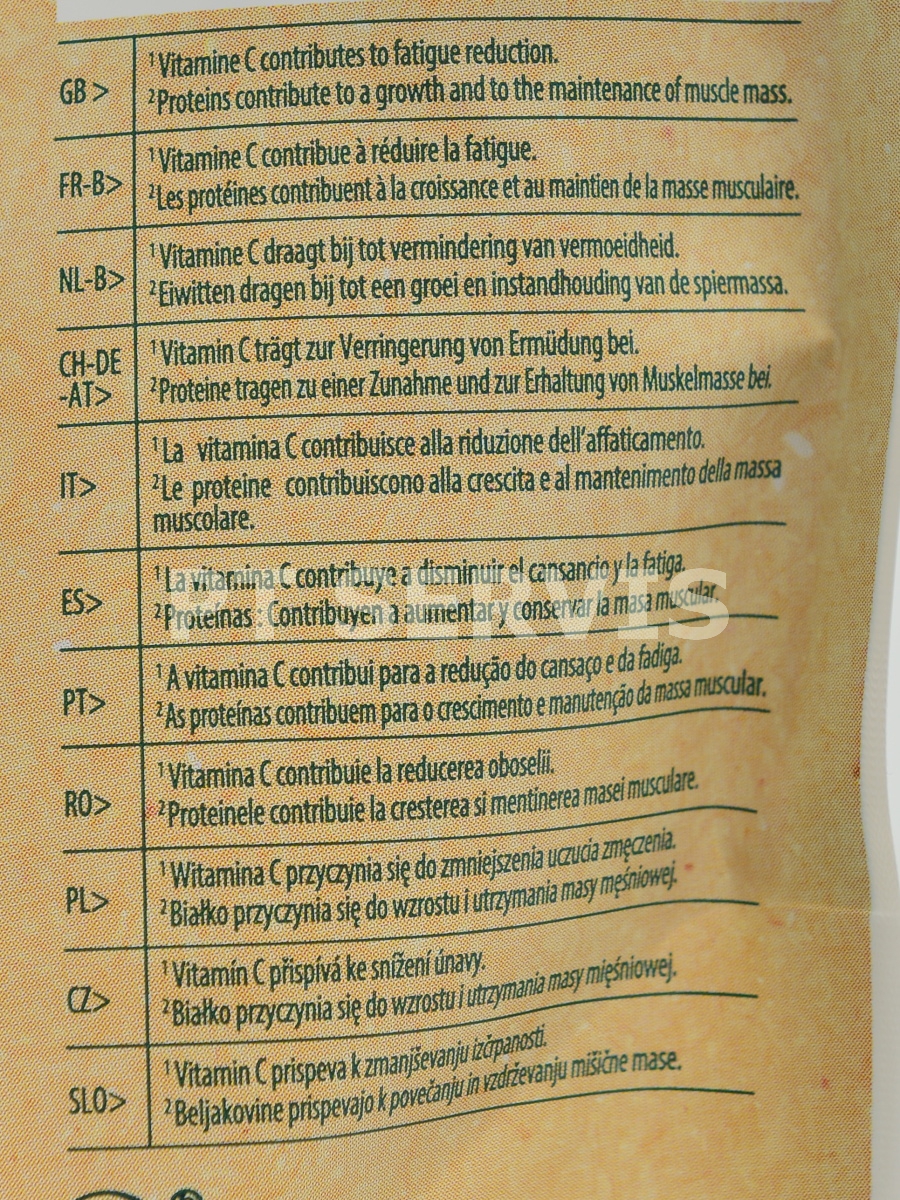 GB > ¹Vitamine C contributes to fatigue reduction.
²Proteins contribute to a growth and to the maintenance of muscle mass.
FR-B> ¹Vitamine C contribue à réduire la fatigue.
²Les protéines contribuent à la croissance et au maintien de la masse musculaire.
NL-B> ¹Vitamine C draagt bij tot vermindering van vermoeidheid.
²Eiwitten dragen bij tot een groei en instandhouding van de spiermassa.
CH-DE
-AT> ¹Vitamin C trägt zur Verringerung von Ermüdung bei.
²Proteine tragen zu einer Zunahme und zur Erhaltung von Muskelmasse bei.
IT> ¹La vitamina C contribuisce alla riduzione dell'affaticamento.
²Le proteine contribuiscono alla crescita e al mantenimento della massa
muscolare.
ES> ¹La vitamina C contribuye a disminuir el cansancio y la fatiga.
²Proteínas : Contribuyen a aumentar y conservar la masa muscular.
FT SERVIS
PT> ¹A vitamina C contribui para a redução do cansaço e da fadiga.
²As proteínas contribuem para o crescimento e manutenção da massa muscular.
RO> ¹Vitamina C contribuie la reducerea oboselii.
²Proteinele contribuie la cresterea si mentinerea masei musculare.
PL> ¹Witamina C przyczynia się do zmniejszenia uczucia zmęczenia.
²Białko przyczynia się do wzrostu i utrzymania masy męśniowej.
CZ> ¹Vitamín C přispívá ke snížení únavy.
²Białko przyczynia się do wzrostu i utrzymania masy mięśniowej.
SLO> ¹Vitamin C prispeva k zmanjševanju izčrpanosti.
²Beljakovine prispevajo k povečanju in vzdrževanju mišične mase.